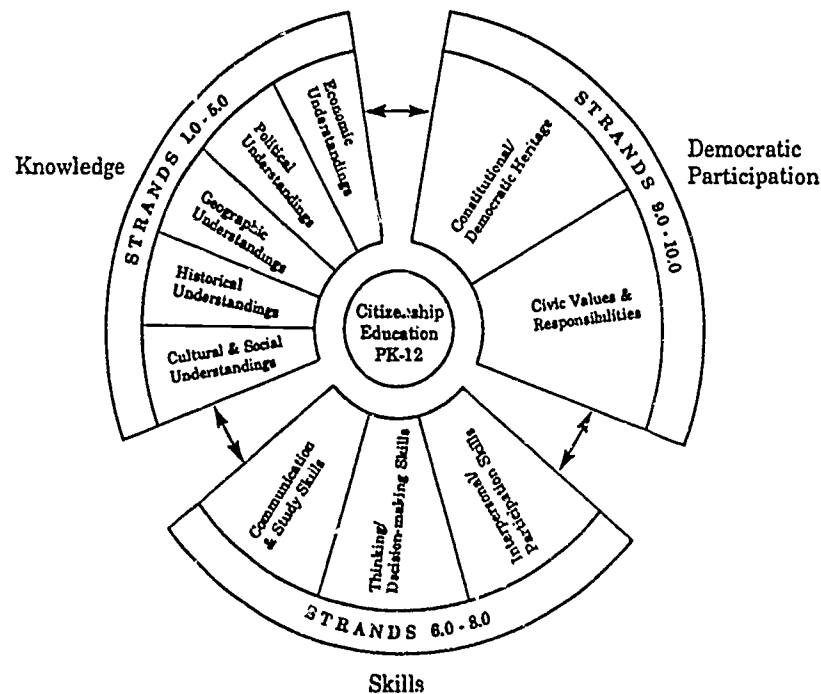 Knowledge
STRANDS 1.0 - 5.0
Economic
Understandings
Political
Understandings
Geographic
Understandings
Historical
Understandings
Cultural & Social
Understandings
Democratic
Participation
STRANDS 9.0 - 10.0
Constitutional/
Democratic Heritage
Civic Values &
Responsibilities
Citizenship
Education
PK-12
Communication
& Study Skills
Thinking/
Decision-making Skills
Interpersonal/
Participation Skills
STRANDS 6.0 - 8.0
Skills